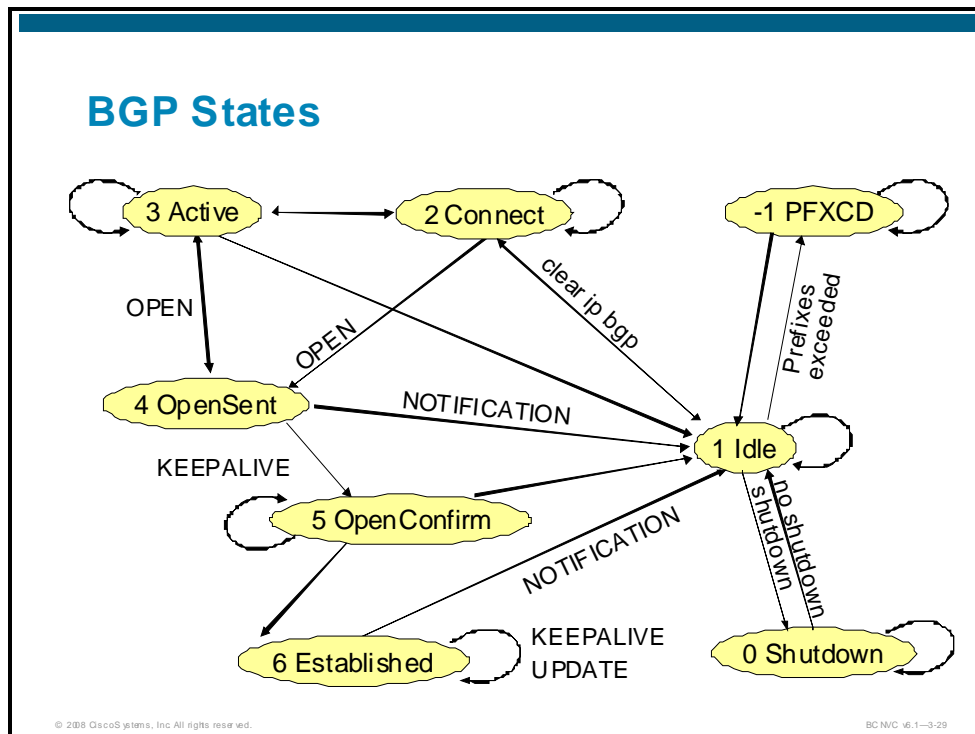 BGP States
3 Active
2 Connect
-1 PFXCD
OPEN
OPEN
clear ip bgp
Prefixes
exceeded
4 OpenSent
NOTIFICATION
1 Idle
KEEPALIVE
5 OpenConfirm
NOTIFICATION
shutdown
no shutdown
6 Established
KEEPALIVE
UPDATE
0 Shutdown
© 2008 Cisco Systems, Inc. All rights reserved.
BCNVC v6.1—3-29